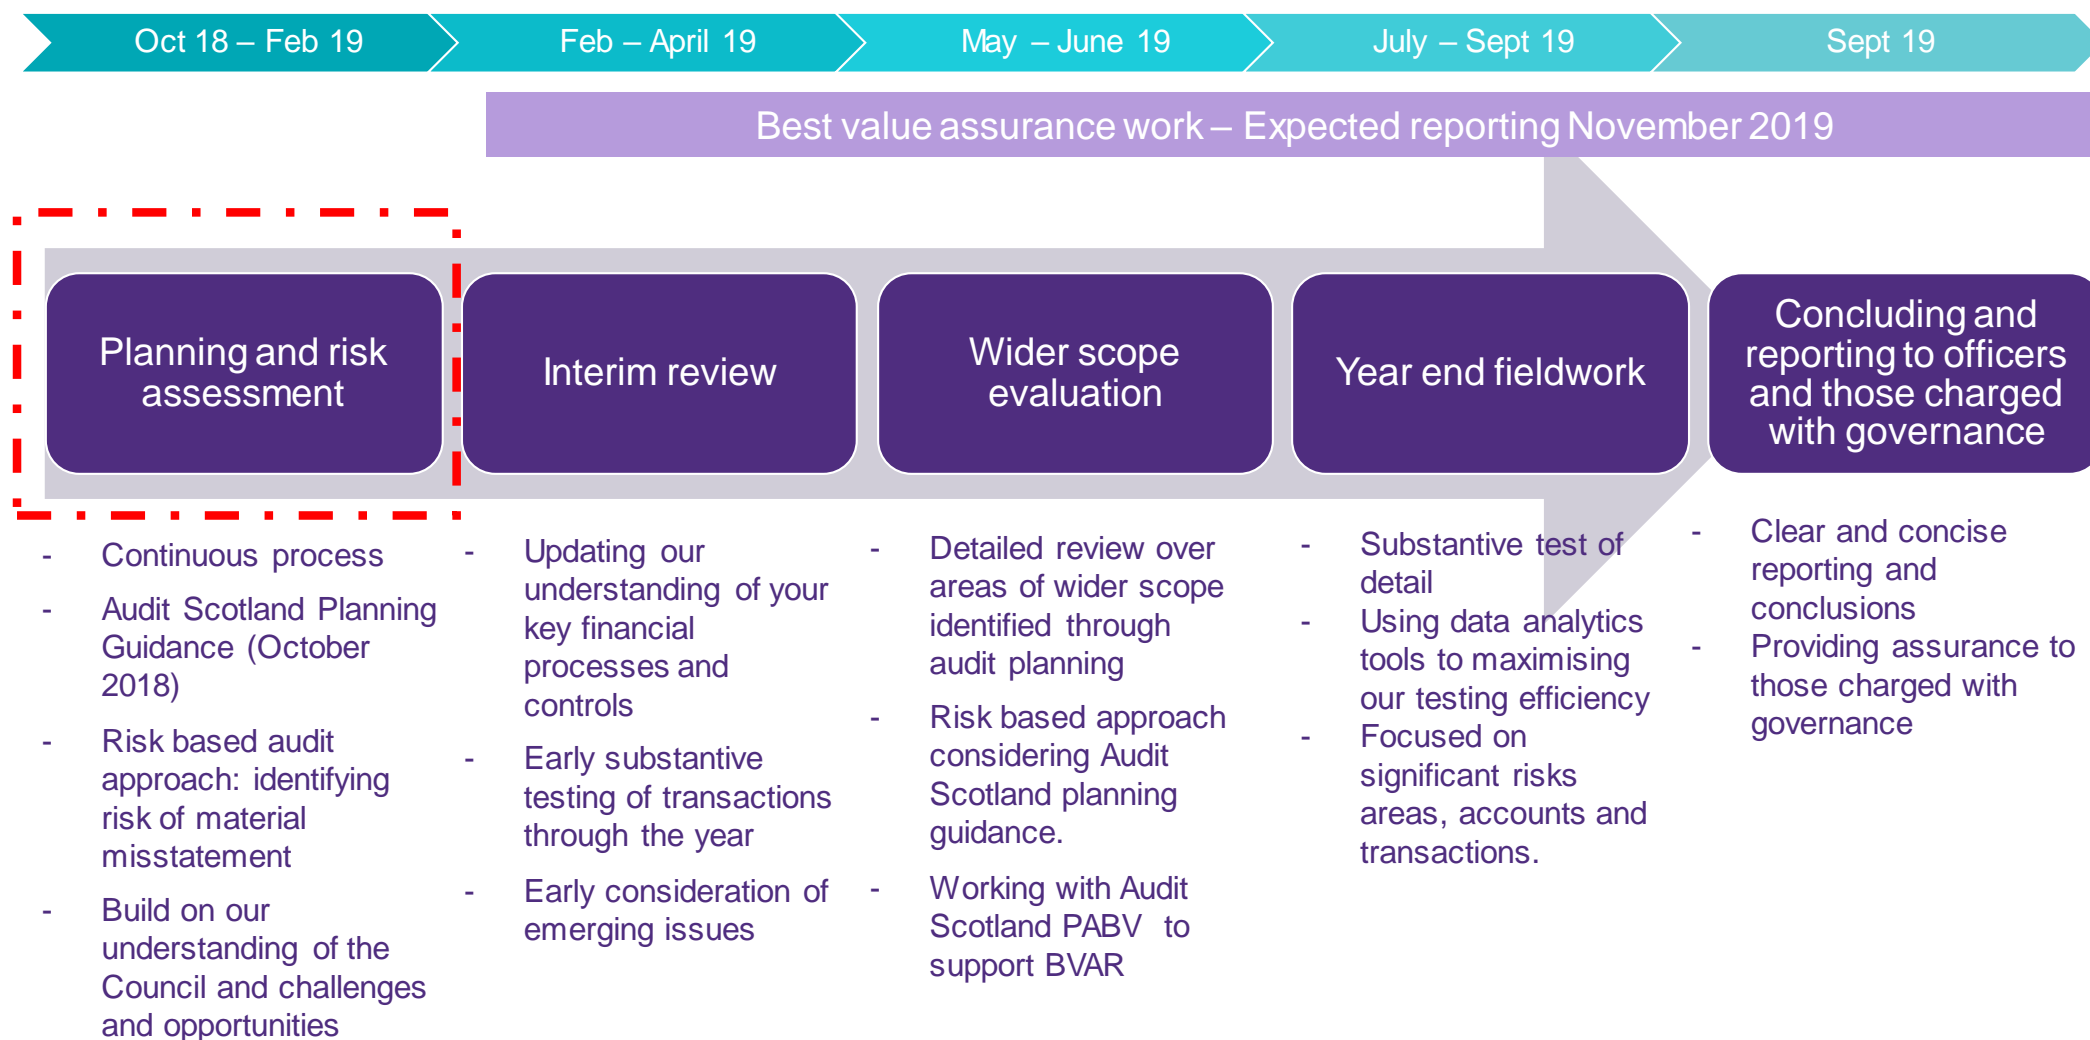 Oct 18 – Feb 19
Feb – April 19
May – June 19
July – Sept 19
Sept 19
Best value assurance work – Expected reporting November 2019
Planning and risk
assessment
Interim review
Wider scope
evaluation
Year end fieldwork
Concluding and
reporting to officers
and those charged
with governance
- Continuous process
- Audit Scotland Planning
Guidance (October
2018)
- Risk based audit
approach: identifying
risk of material
misstatement
- Build on our
understanding of the
Council and challenges
and opportunities
- Updating our
understanding of your
key financial
processes and
controls
- Early substantive
testing of transactions
through the year
- Early consideration of
emerging issues
- Detailed review over
areas of wider scope
identified through
audit planning
- Risk based approach
considering Audit
Scotland planning
guidance.
- Working with Audit
Scotland PABV to
support BVAR
- Substantive test of
detail
- Using data analytics
tools to maximising
our testing efficiency
- Focused on
significant risks
areas, accounts and
transactions.
- Clear and concise
reporting and
conclusions
- Providing assurance to
those charged with
governance